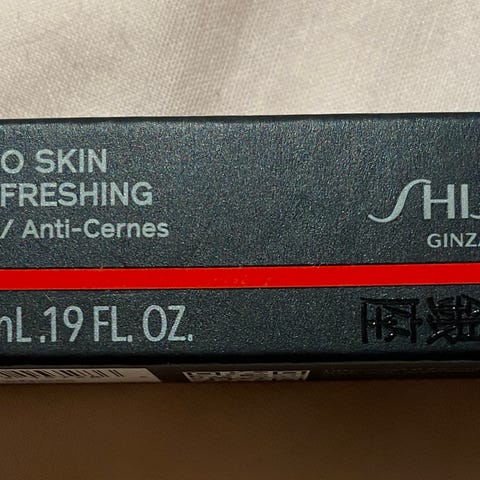 O SKIN
FRESHING
/ Anti-Cernes
SHI
GINZA
mL .19 FL. OZ.